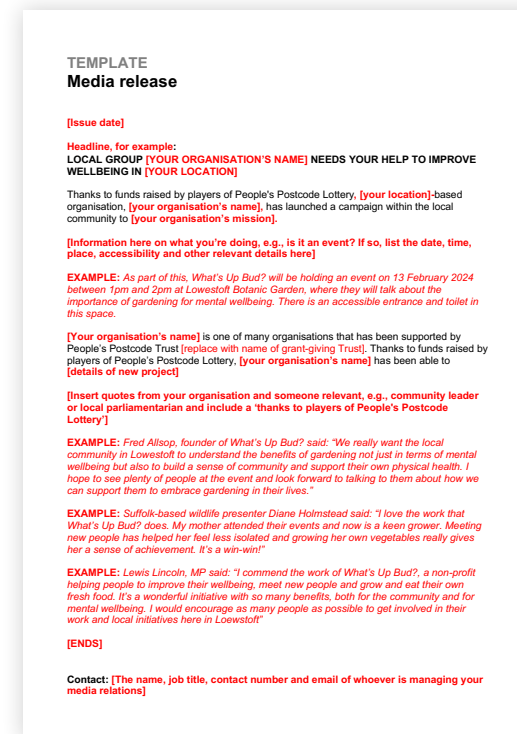 TEMPLATE
Media release
[Issue date]
Headline, for example:
LOCAL GROUP [YOUR ORGANISATION'S NAME] NEEDS YOUR HELP TO IMPROVE
WELLBEING IN [YOUR LOCATION]
Thanks to funds raised by players of People's Postcode Lottery, [your location]-based
organisation, [your organisation's name], has launched a campaign within the local
community to [your organisation's mission].
[Information here on what you're doing, e.g., is it an event? If so, list the date, time,
place, accessibility and other relevant details here]
EXAMPLE: As part of this, What's Up Bud? will be holding an event on 13 February 2024
between 1pm and 2pm at Lowestoft Botanic Garden, where they will talk about the
importance of gardening for mental wellbeing. There is an accessible entrance and toilet in
this space.
[Your organisation's name] is one of many organisations that has been supported by
People's Postcode Trust [replace with name of grant-giving Trust]. Thanks to funds raised by
players of People's Postcode Lottery, [your organisation's name] has been able to
[details of new project]
[Insert quotes from your organisation and someone relevant, e.g., community leader
or local parliamentarian and include a 'thanks to players of People's Postcode
Lottery']
EXAMPLE: Fred Allsop, founder of What's Up Bud? said: "We really want the local
community in Lowestoft to understand the benefits of gardening not just in terms of mental
wellbeing but also to build a sense of community and support their own physical health. I
hope to see plenty of people at the event and look forward to talking to them about how we
can support them to embrace gardening in their lives."
EXAMPLE: Suffolk-based wildlife presenter Diane Holmstead said: "I love the work that
What's Up Bud? does. My mother attended their events and now is a keen grower. Meeting
new people has helped her feel less isolated and growing her own vegetables really gives
her a sense of achievement. It's a win-win!"
EXAMPLE: Lewis Lincoln, MP said: "I commend the work of What's Up Bud?, a non-profit
helping people to improve their wellbeing, meet new people and grow and eat their own
fresh food. It's a wonderful initiative with so many benefits, both for the community and for
mental wellbeing. I would encourage as many people as possible to get involved in their
work and local initiatives here in Loewstoft"
[ENDS]
Contact: [The name, job title, contact number and email of whoever is managing your
media relations]